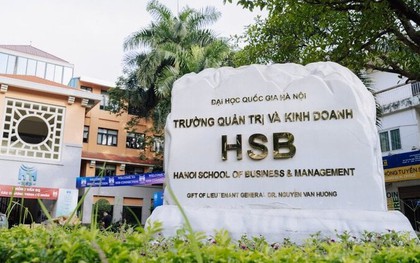 ĐẠI HỌC QUỐC GIA HÀ NỘI
TRƯỜNG QUẢN TRỊ VÀ KINH DOANH
HSB
HANOI SCHOOL OF BUSINESS & MANAGEMENT
GIFT OF LIEUTENANT GENERAL DR. NGUYEN VAN HUONG